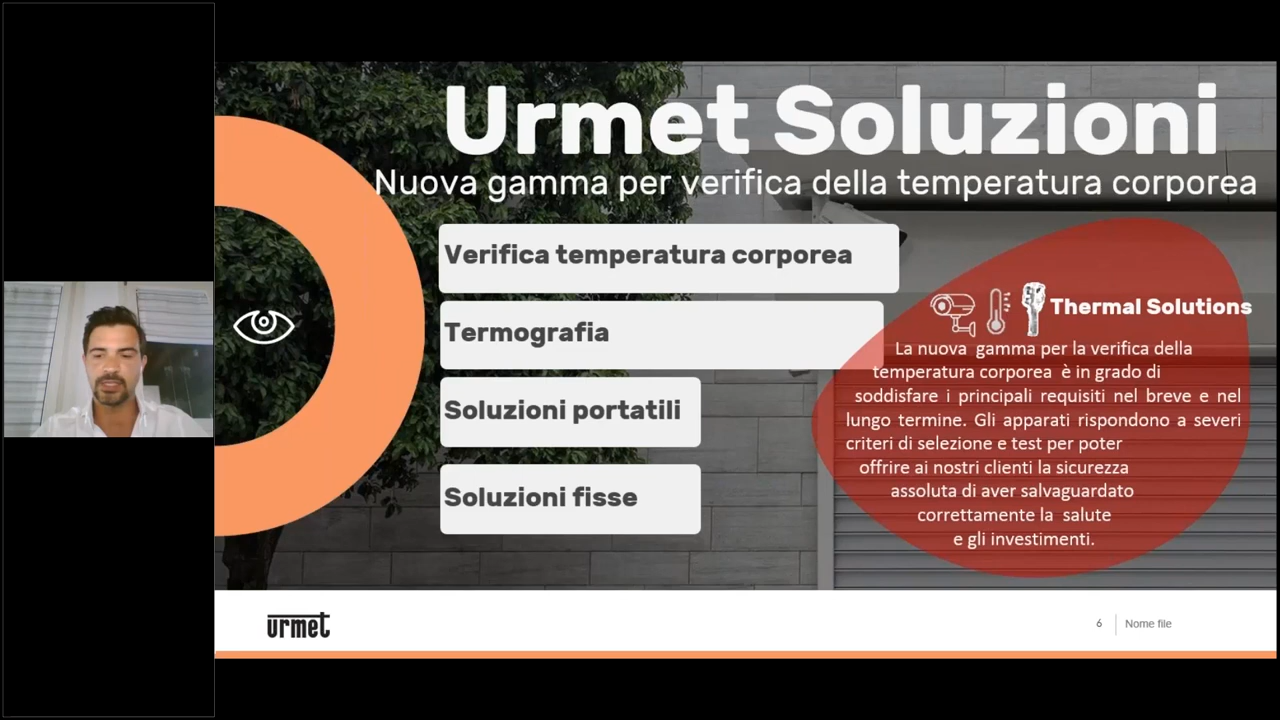 Urmet Soluzioni
Nuova gamma per verifica della temperatura corporea
Verifica temperatura corporea
Termografia
Soluzioni portatili
Soluzioni fisse
Thermal Solutions
La nuova gamma per la verifica della
temperatura corporea è in grado di
soddisfare i principali requisiti nel breve e nel
lungo termine. Gli apparati rispondono a severi
criteri di selezione e test per poter
offrire ai nostri clienti la sicurezza
assoluta di aver salvaguardato
correttamente la salute
e gli investimenti.
urmet
6
Nome file